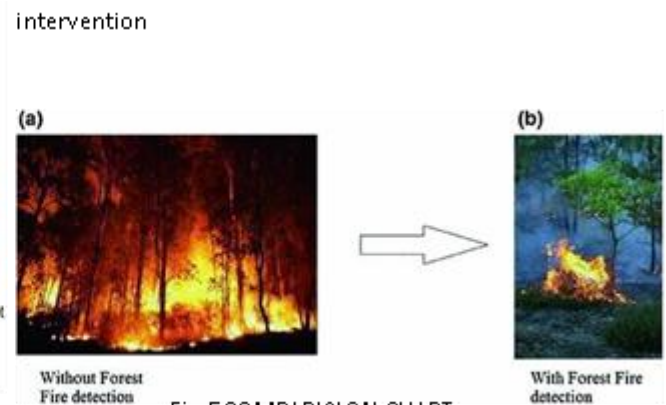 intervention
(a)
(b)
Without Forest
Fire detection
With Forest Fire
detection